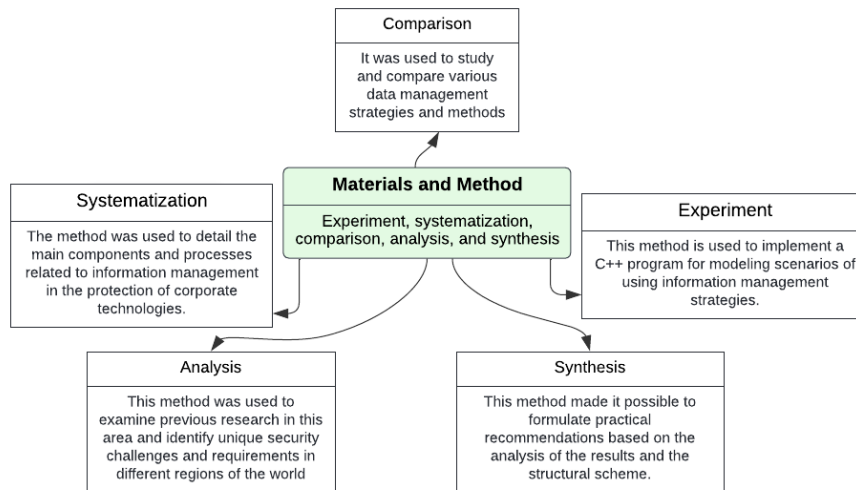 Comparison
It was used to study
and compare various
data management
strategies and methods
Materials and Method
Experiment, systematization,
comparison, analysis, and synthesis
Systematization
The method was used to detail the
main components and processes
related to information management
in the protection of corporate
technologies.
Experiment
This method is used to implement a
C++ program for modeling scenarios of
using information management
strategies.
Analysis
This method was used to
examine previous research in this
area and identify unique security
challenges and requirements in
different regions of the world
Synthesis
This method made it possible to
formulate practical
recommendations based on the
analysis of the results and the
structural scheme.